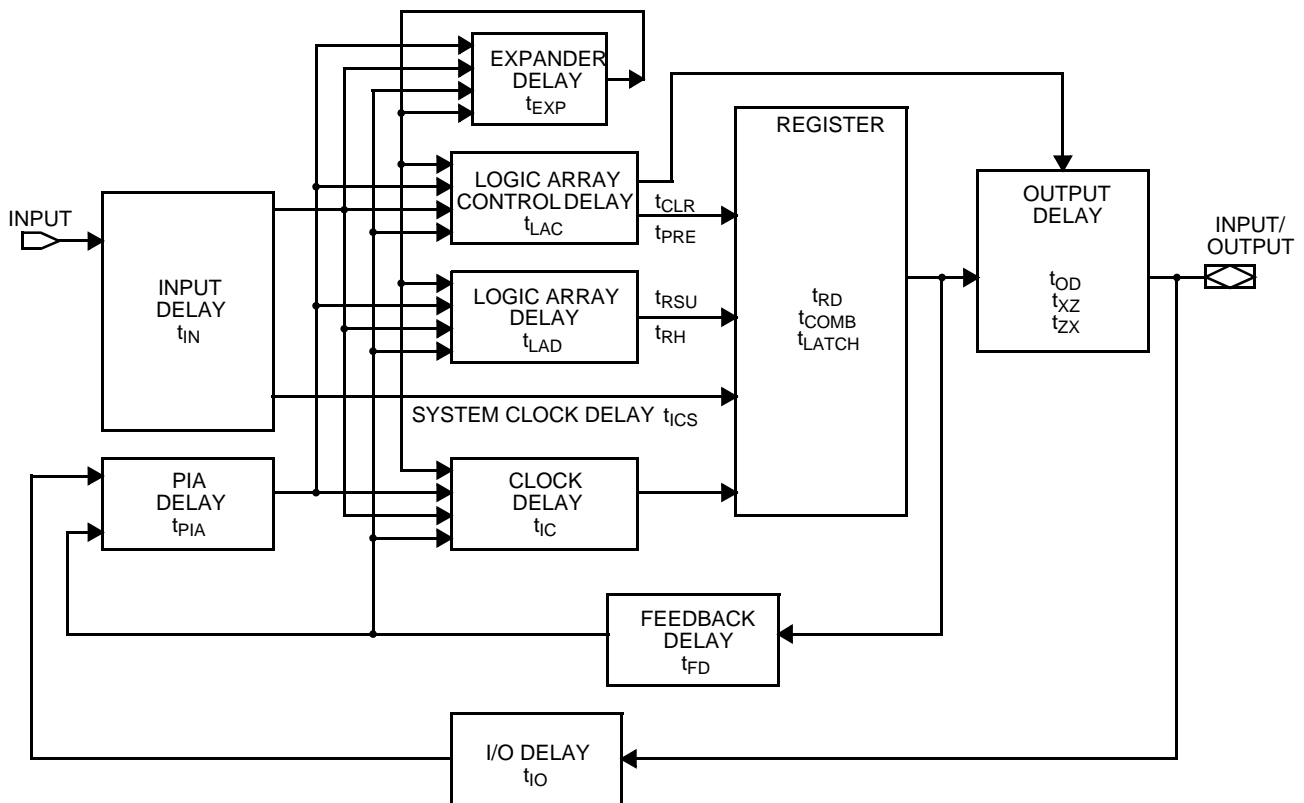 EXPANDER
DELAY
tEXP
REGISTER
LOGIC ARRAY
CONTROL DELAY
tLAC
tCLR
tPRE
OUTPUT
DELAY
tOD
tXZ
tZX
INPUT
INPUT/
OUTPUT
INPUT
DELAY
tIN
LOGIC ARRAY
DELAY
tLAD
tRSU
tRH
tRD
tCOMB
tLATCH
SYSTEM CLOCK DELAY tICS
PIA
DELAY
tPIA
CLOCK
DELAY
tIC
FEEDBACK
DELAY
tFD
I/O DELAY
tIO